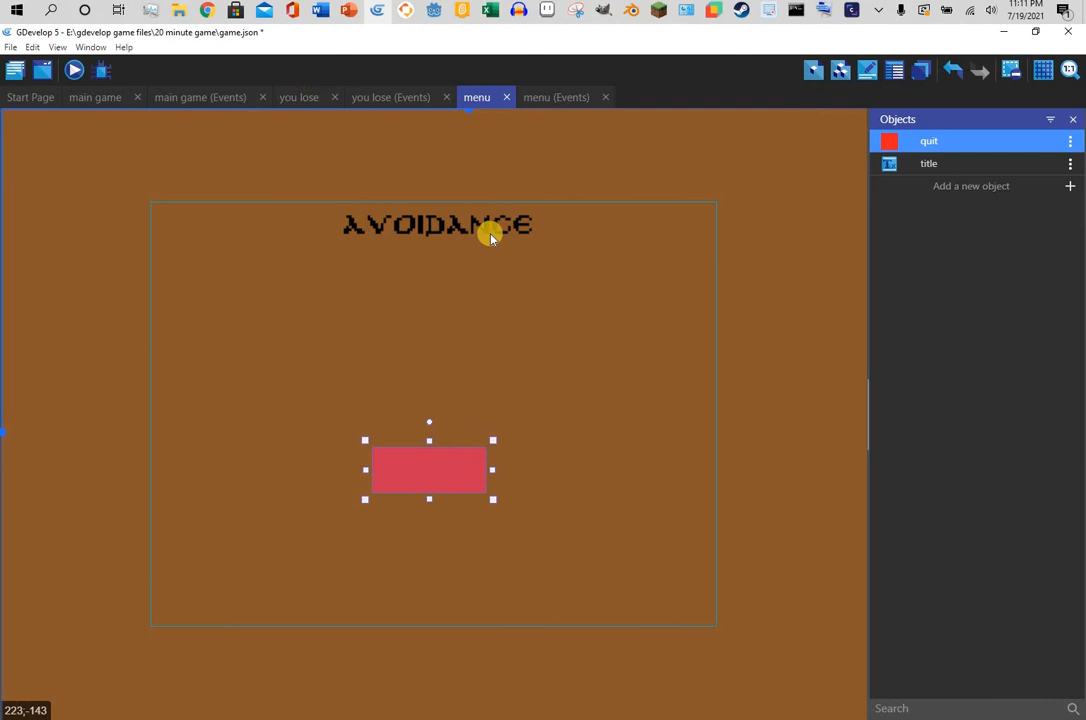 11:11 PM
7/19/2021
GDevelop 5 - E:\gdevelop game files\20 minute game\game.json *
File Edit View Window Help
Start Page main game main game (Events) you lose you lose (Events) menu menu (Events)
Objects
quit
title
Add a new object
AVOIDANCE
223;-143
Search